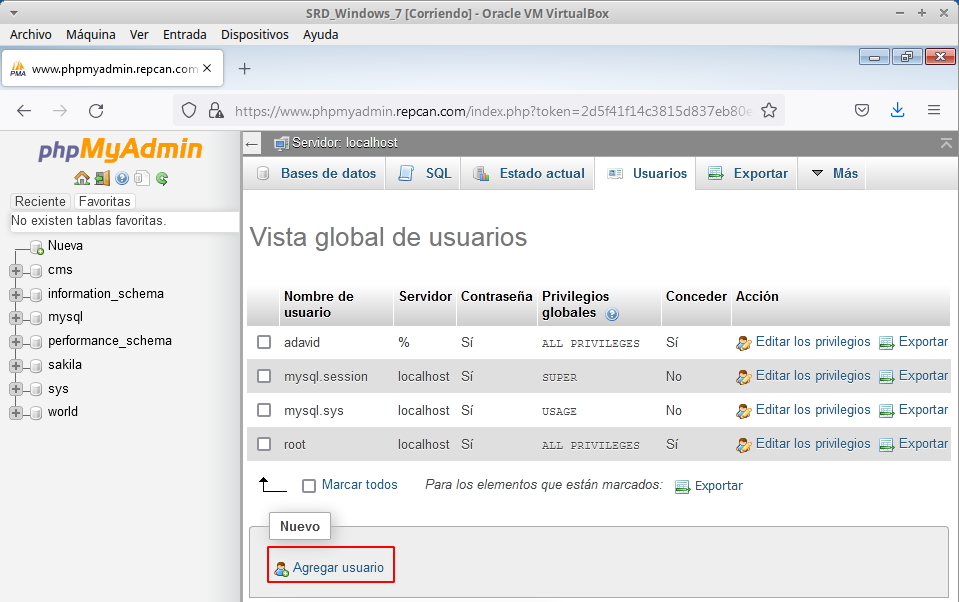 SRD_Windows_7 [Corriendo] - Oracle VM VirtualBox
Archivo Máquina Ver Entrada Dispositivos Ayuda
PMA www.phpmyadmin.repcan.com
https://www.phpmyadmin.repcan.com/index.php?token=2d5f41f14c3815d837eb80e
phpMyAdmin
Reciente Favoritas
No existen tablas favoritas.
Nueva
cms
information_schema
mysql
performance_schema
sakila
sys
world
Servidor: localhost
Bases de datos SQL Estado actual Usuarios Exportar Más
Vista global de usuarios
Nombre de usuario Servidor Contraseña Privilegios globales Conceder Acción
adavid % Sí ALL PRIVILEGES Sí Editar los privilegios Exportar
mysql.session localhost Sí SUPER No Editar los privilegios Exportar
mysql.sys localhost Sí USAGE No Editar los privilegios Exportar
root localhost Sí ALL PRIVILEGES Sí Editar los privilegios Exportar
Marcar todos Para los elementos que están marcados: Exportar
Nuevo
Agregar usuario